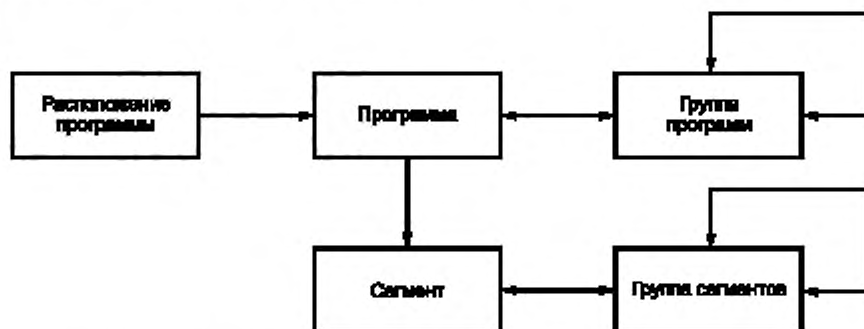 Расположение
программы
Программа
Группа
программ
Сегмент
Группа сегментов